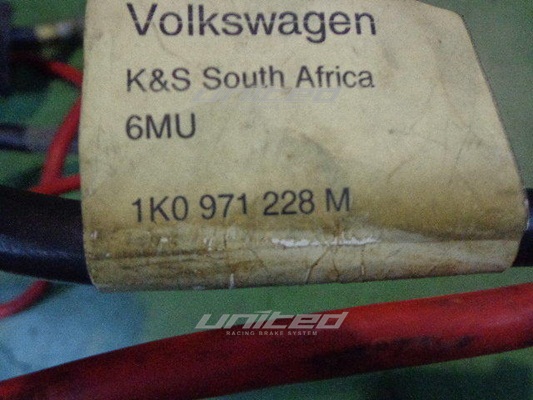 Volkswagen
K&S South Africa
6MU
1K0 971 228 M
UNITED
RACING BRAKE SYSTEM